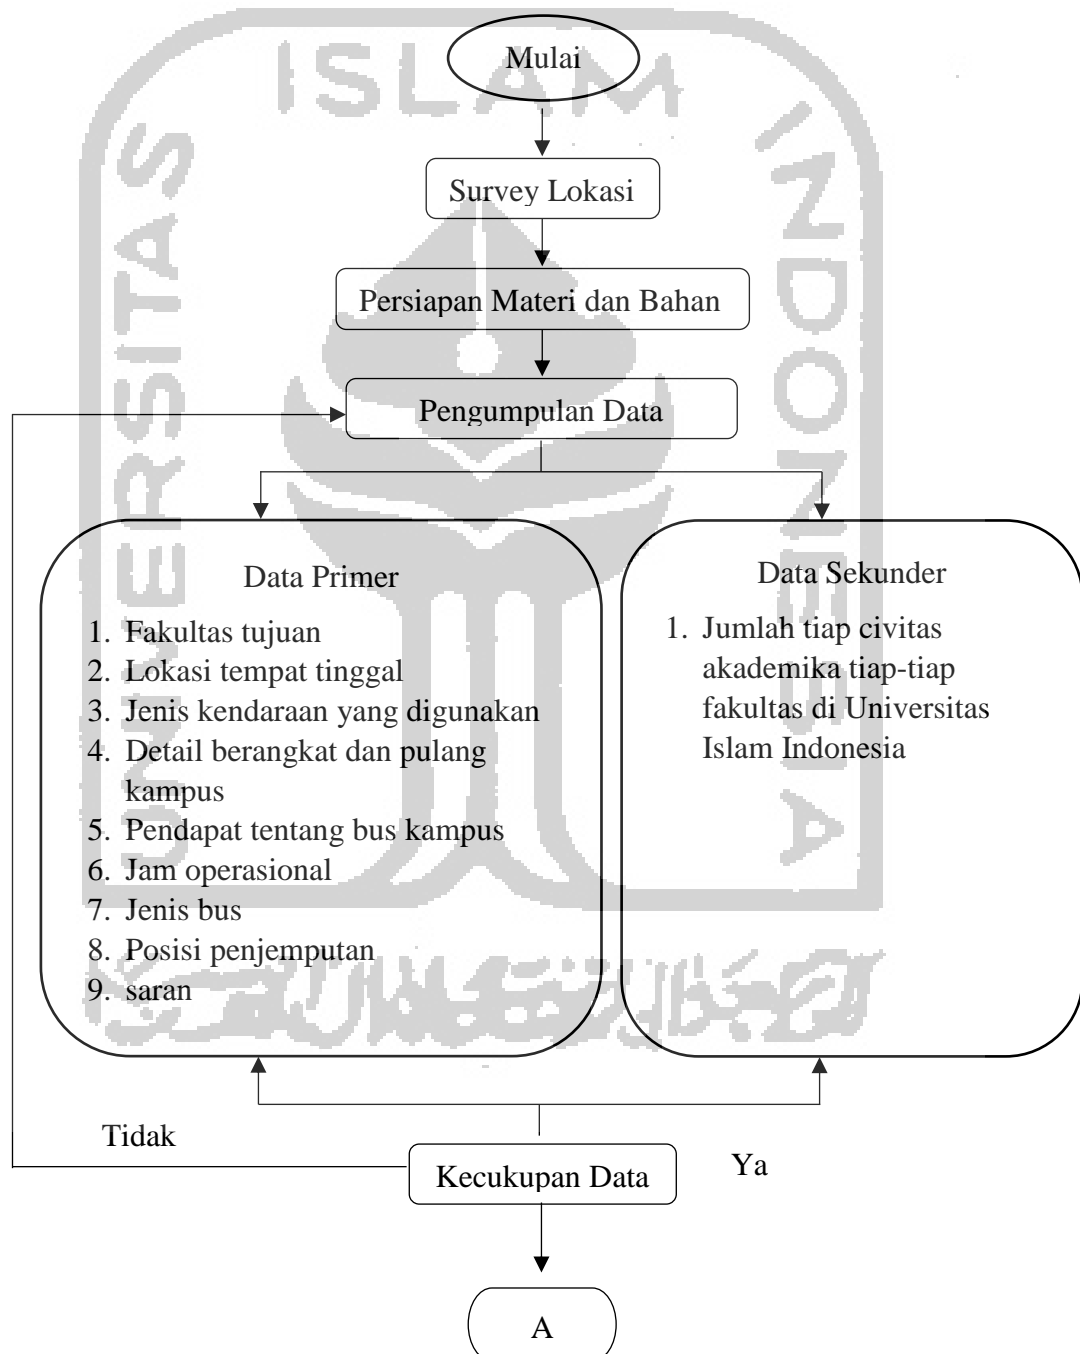 Mulai
ISLAM
UNIVERSITAS
INDONESIA
Survey Lokasi
Persiapan Materi dan Bahan
Pengumpulan Data
Data Primer
1. Fakultas tujuan
2. Lokasi tempat tinggal
3. Jenis kendaraan yang digunakan
4. Detail berangkat dan pulang
kampus
5. Pendapat tentang bus kampus
6. Jam operasional
7. Jenis bus
8. Posisi penjemputan
9. saran
Data Sekunder
1. Jumlah tiap civitas
akademika tiap-tiap
fakultas di Universitas
Islam Indonesia
Tidak
Kecukupan Data
Ya
A